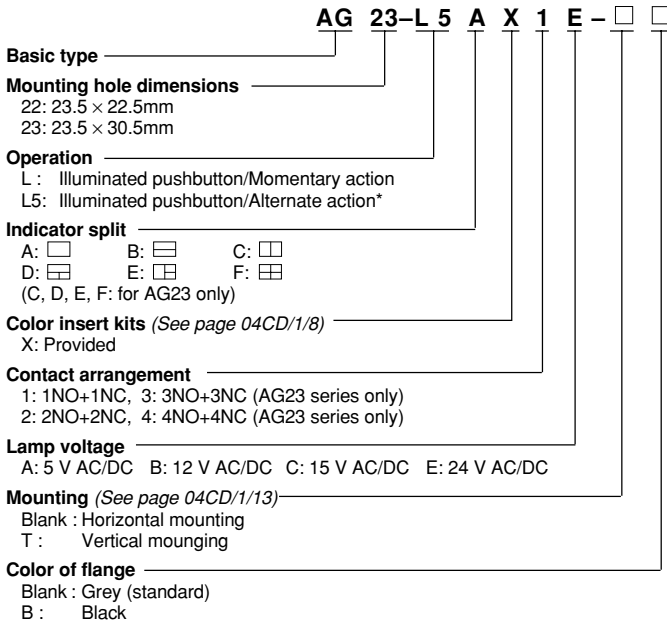 AG 23–L 5 A X 1 E – □ □
Basic type
Mounting hole dimensions
22: 23.5 × 22.5mm
23: 23.5 × 30.5mm
Operation
L : Illuminated pushbutton/Momentary action
L5: Illuminated pushbutton/Alternate action*
Indicator split
A: B: C:
D: E: F:
(C, D, E, F: for AG23 only)
Color insert kits (See page 04CD/1/8)
X: Provided
Contact arrangement
1: 1NO+1NC, 3: 3NO+3NC (AG23 series only)
2: 2NO+2NC, 4: 4NO+4NC (AG23 series only)
Lamp voltage
A: 5 V AC/DC B: 12 V AC/DC C: 15 V AC/DC E: 24 V AC/DC
Mounting (See page 04CD/1/13)
Blank : Horizontal mounting
T : Vertical mounging
Color of flange
Blank : Grey (standard)
B : Black